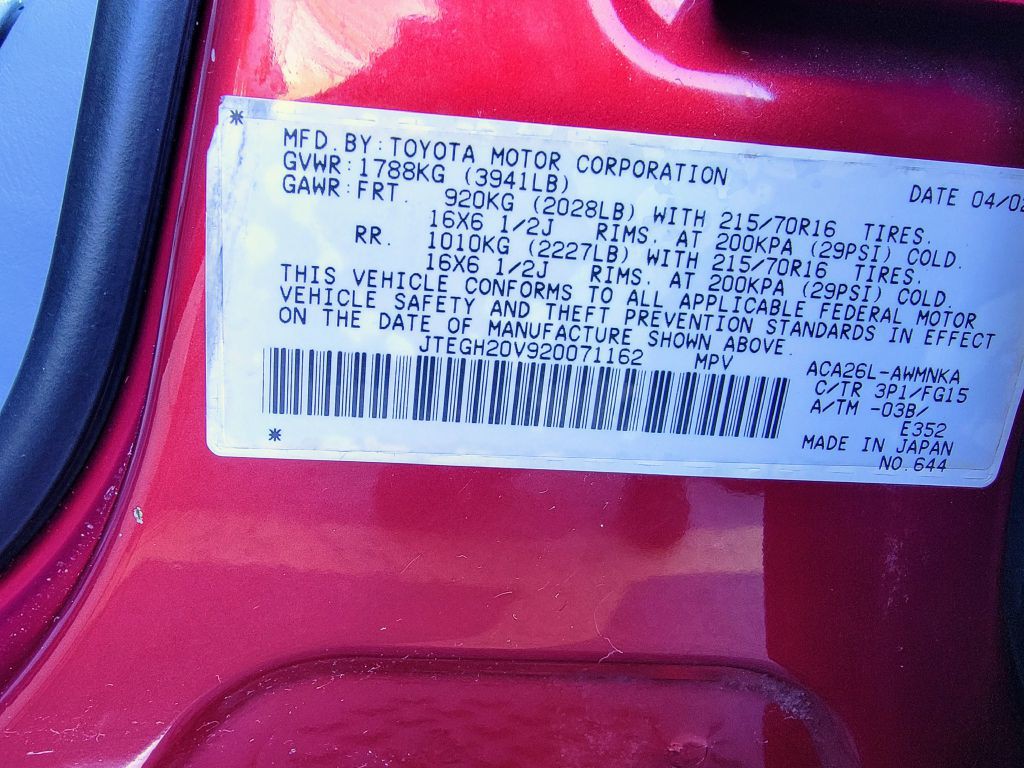 MFD. BY: TOYOTA MOTOR CORPORATION DATE 04/02
GVWR: 1788KG (3941LB)
GAWR: FRT. 920KG (2028LB) WITH 215/70R16 TIRES.
16X6 1/2J RIMS, AT 200KPA (29PSI) COLD.
RR. 1010KG (2227LB) WITH 215/70R16 TIRES.
16X6 1/2J RIMS, AT 200KPA (29PSI) COLD.
THIS VEHICLE CONFORMS TO ALL APPLICABLE FEDERAL MOTOR
VEHICLE SAFETY AND THEFT PREVENTION STANDARDS IN EFFECT
ON THE DATE OF MANUFACTURE SHOWN ABOVE.
JTEGH20V920071162 MPV
ACA26L-AWMNKA
C/TR 3P1/FG15
A/TM -03B/
E352
MADE IN JAPAN
NO. 644